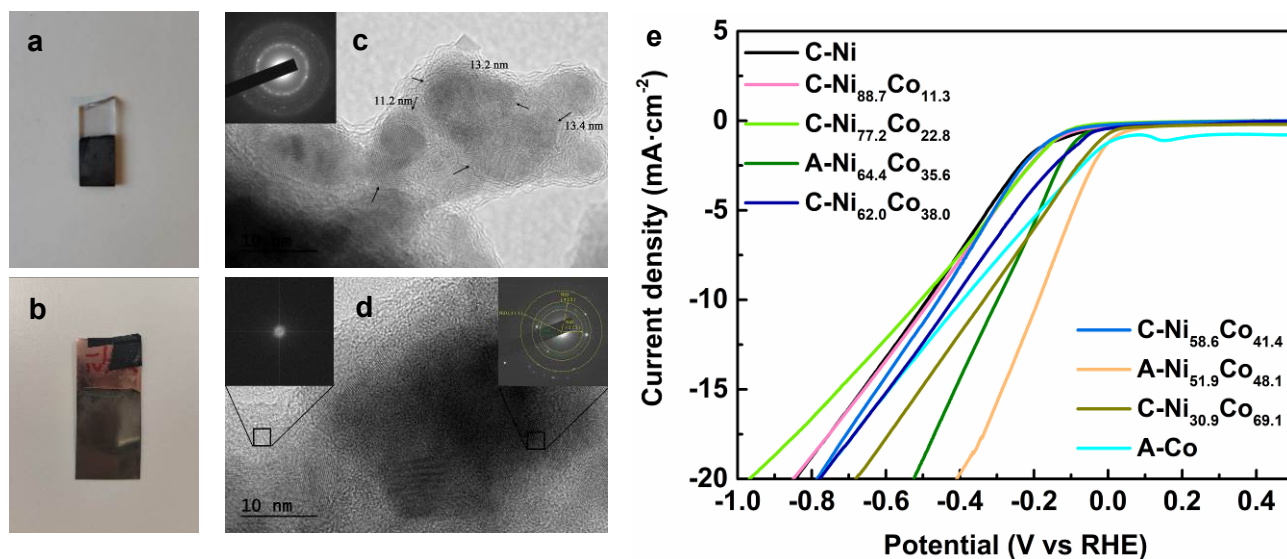 a
b
c
13.2 nm
11.2 nm
13.4 nm
10 nm
d
10 nm
e
C-Ni
C-Ni₈₈.₇Co₁₁.₃
C-Ni₇₇.₂Co₂₂.₈
A-Ni₆₄.₄Co₃₅.₆
C-Ni₆₂.₀Co₃₈.₀
C-Ni₅₈.₆Co₄₁.₄
A-Ni₅₁.₉Co₄₈.₁
C-Ni₃₀.₉Co₆₉.₁
A-Co
Current density (mA·cm⁻²)
5
0
-5
-10
-15
-20
-1.0 -0.8 -0.6 -0.4 -0.2 0.0 0.2 0.4
Potential (V vs RHE)